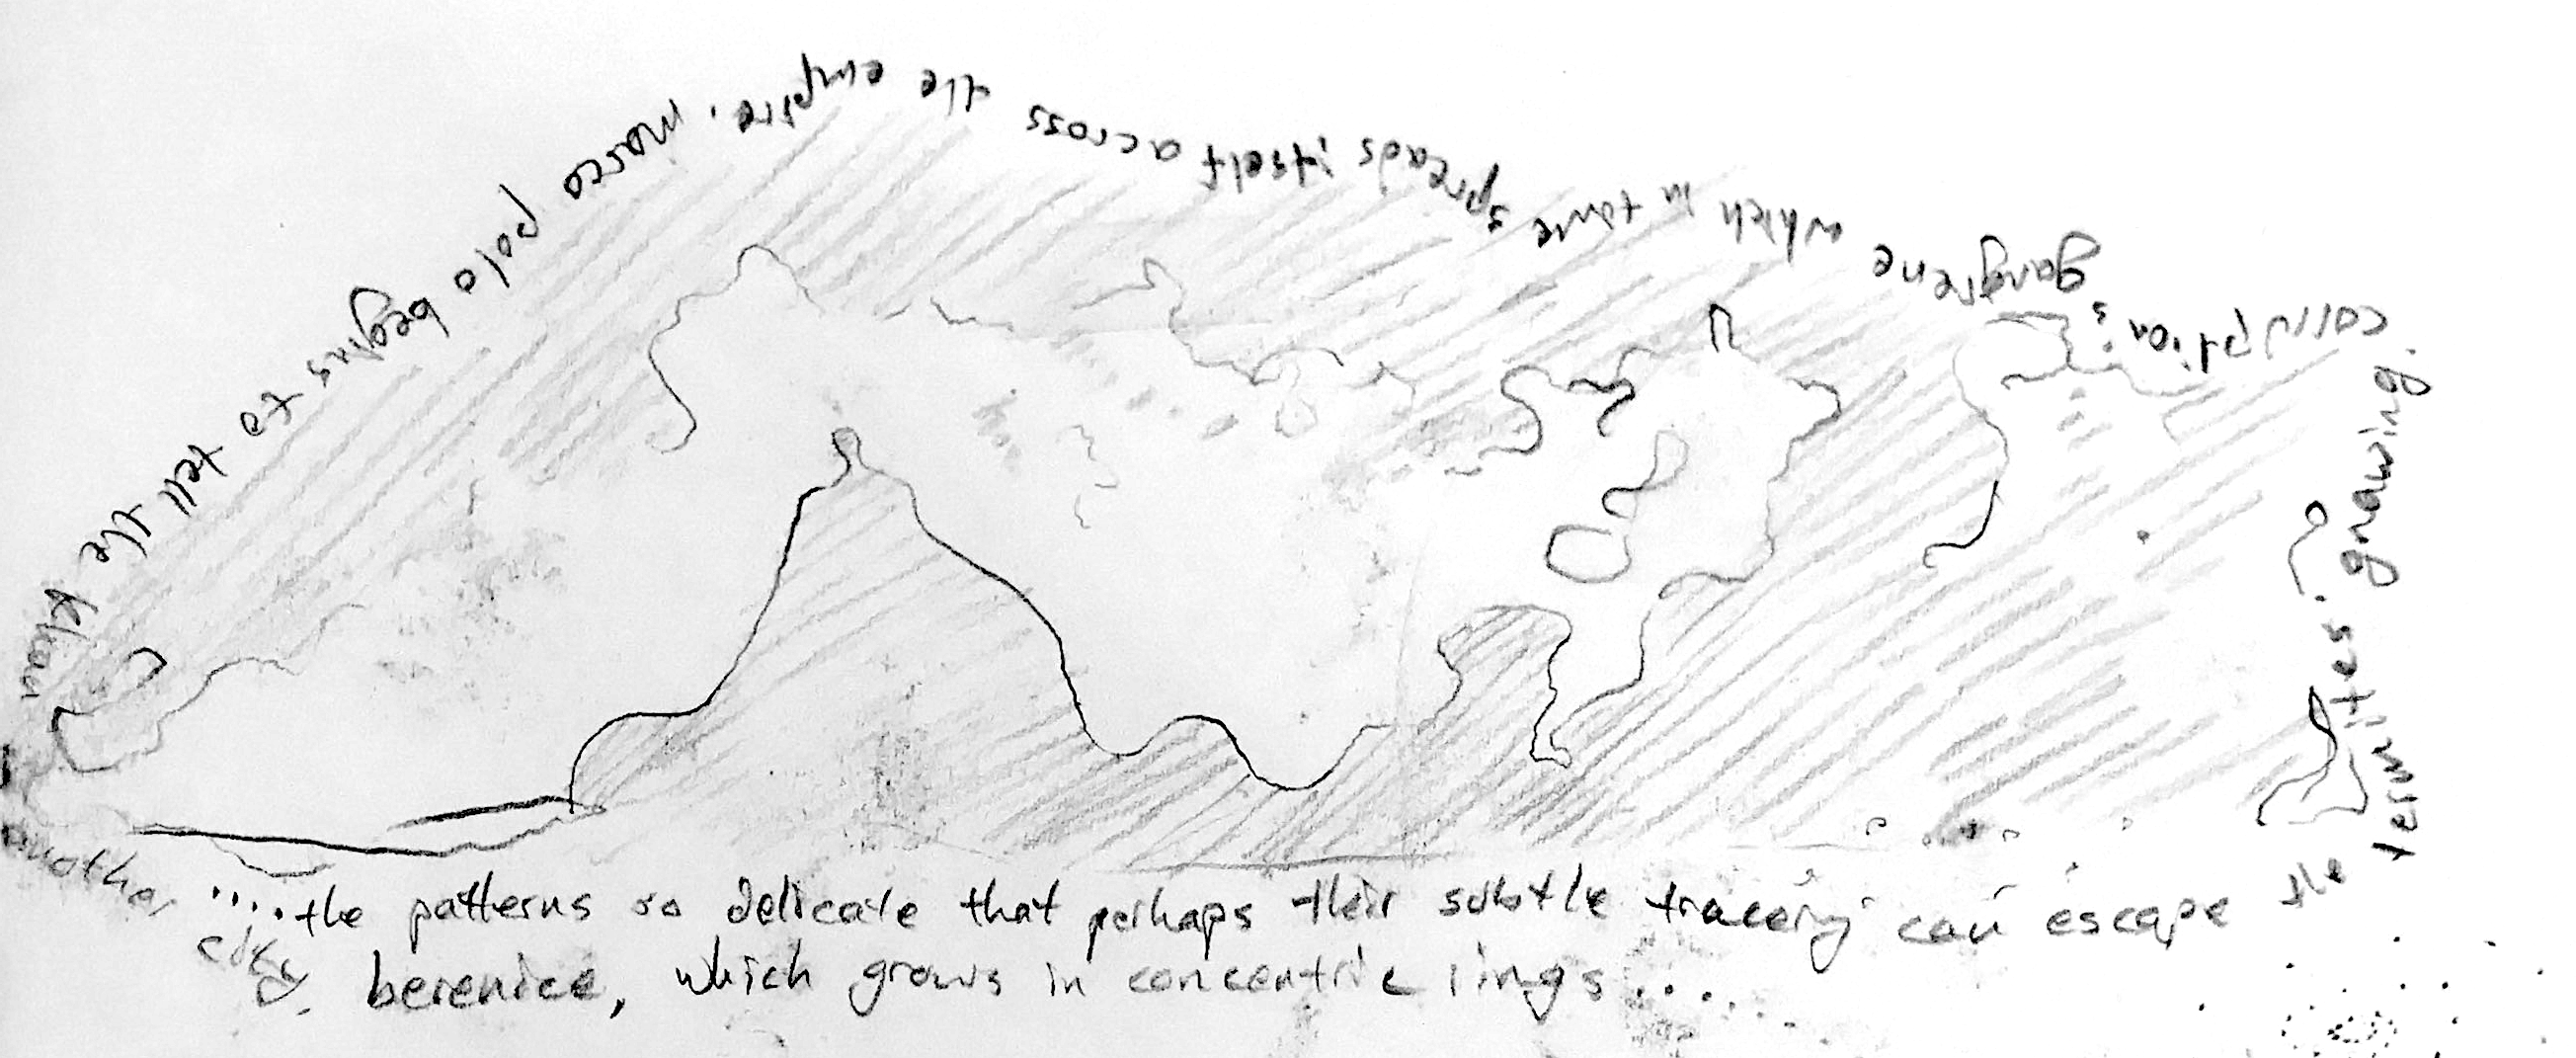 ....the patterns so delicate that perhaps their subtle tracery can escape the
termites' gnawing.
corruption's gangrene which in time spreads itself across the empire.
marco polo begins to tell the khan
another city.
berenice, which grows in concentric rings....